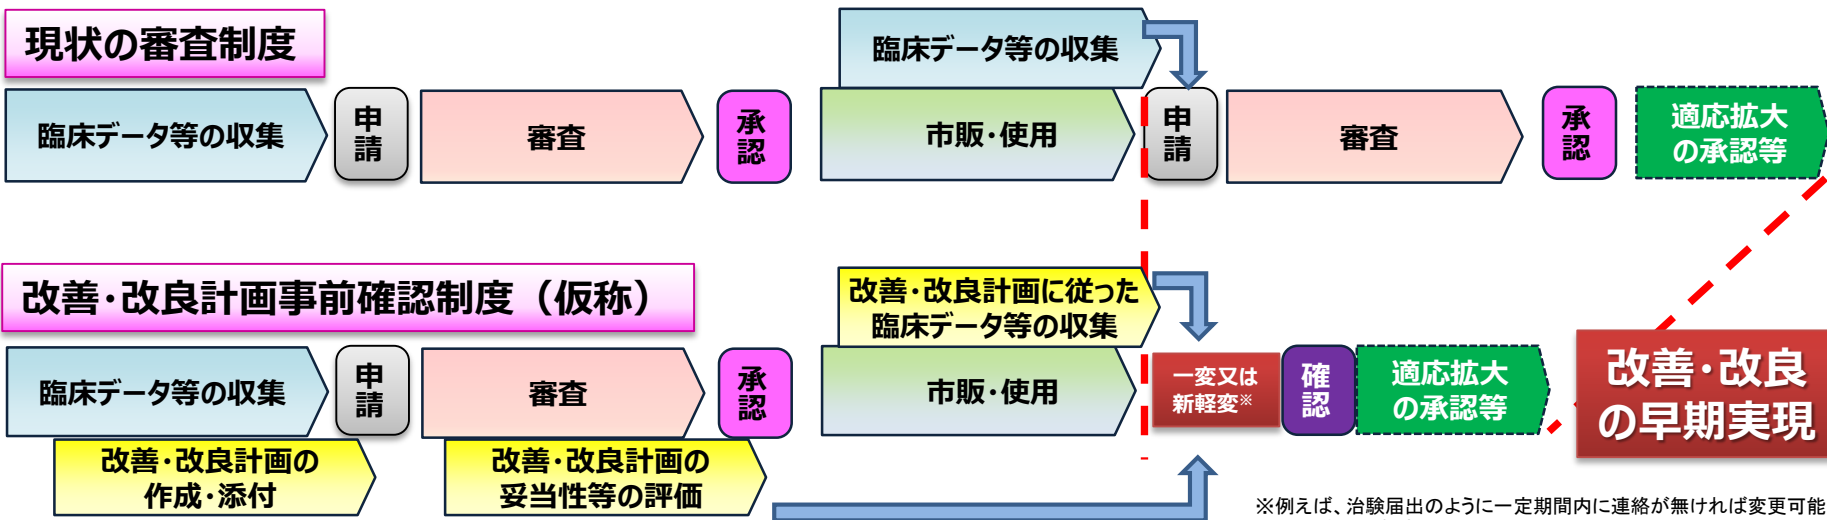 現状の審査制度
臨床データ等の収集
臨床データ等の収集
申請
審査
承認
市販・使用
申請
審査
承認
適応拡大
の承認等
改善・改良計画事前確認制度（仮称）
改善・改良計画に従った
臨床データ等の収集
臨床データ等の収集
申請
審査
承認
市販・使用
一変又は
新軽変※
確認
適応拡大
の承認等
改善・改良
の早期実現
改善・改良計画の
作成・添付
改善・改良計画の
妥当性等の評価
※例えば、治験届出のように一定期間内に連絡が無ければ変更可能